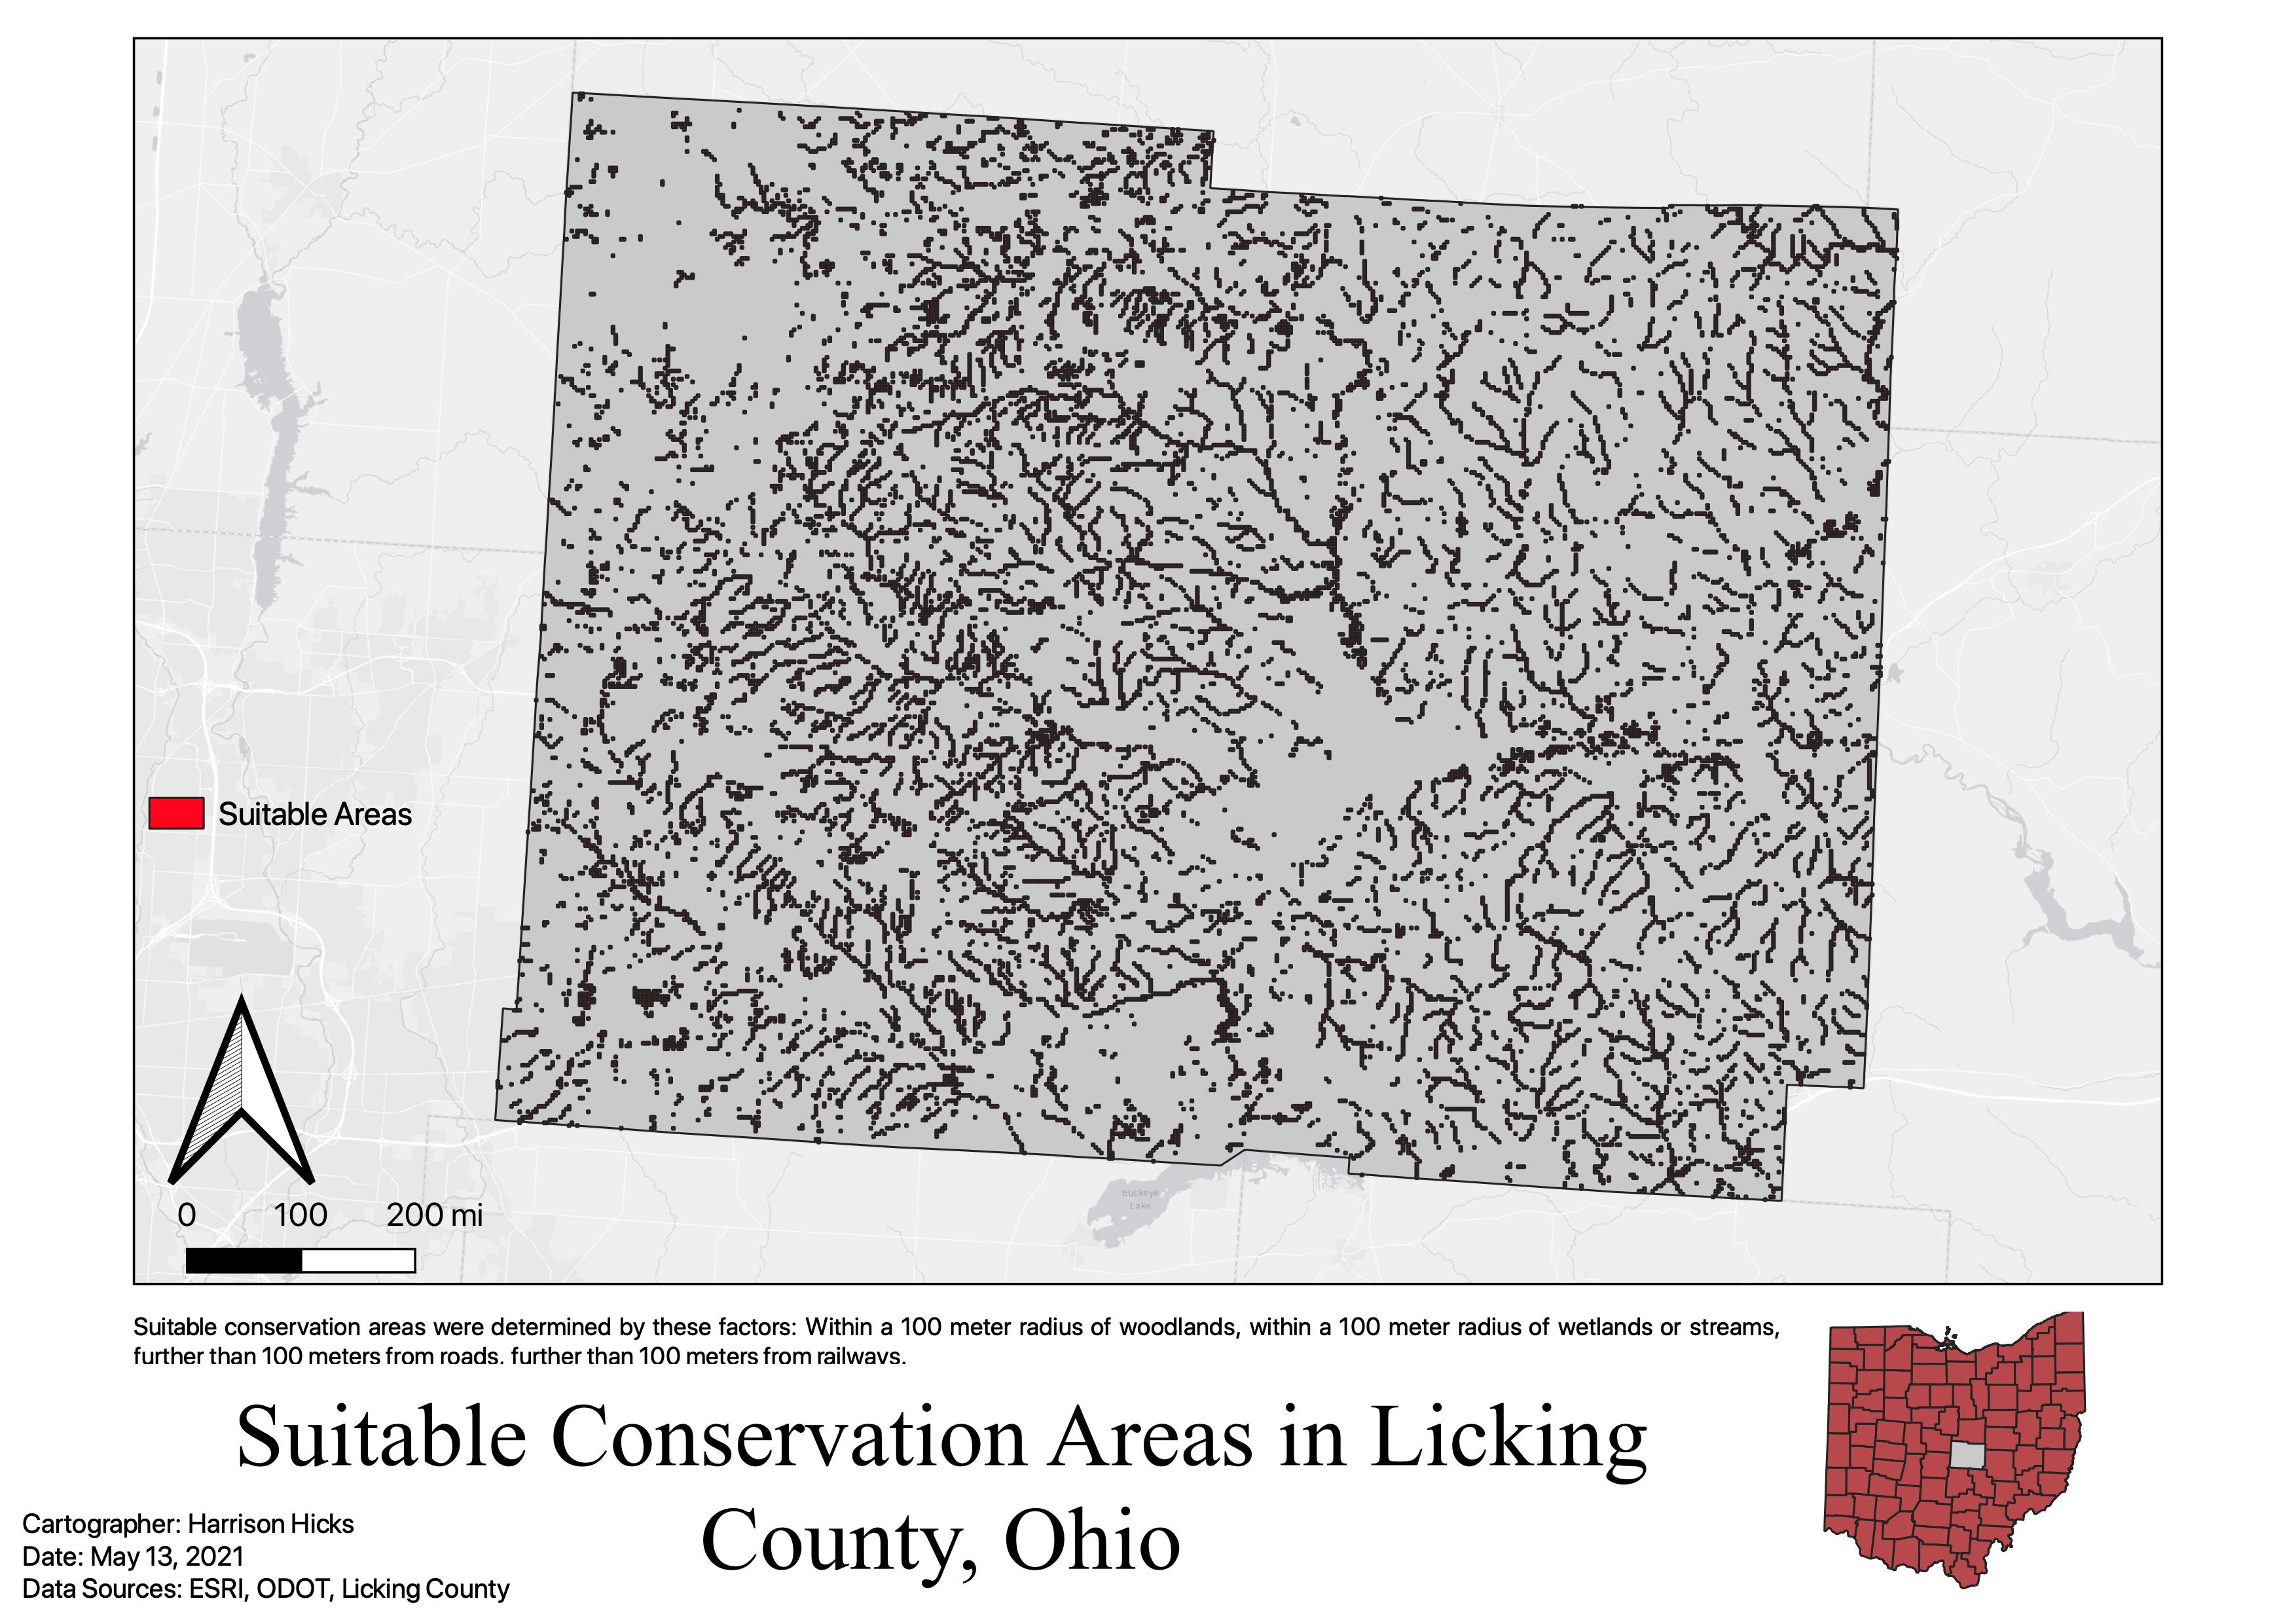 Buckeye
Lake
Suitable Areas
0 100 200 mi
Suitable conservation areas were determined by these factors: Within a 100 meter radius of woodlands, within a 100 meter radius of wetlands or streams,
further than 100 meters from roads, further than 100 meters from railways.
Suitable Conservation Areas in Licking
County, Ohio
Cartographer: Harrison Hicks
Date: May 13, 2021
Data Sources: ESRI, ODOT, Licking County